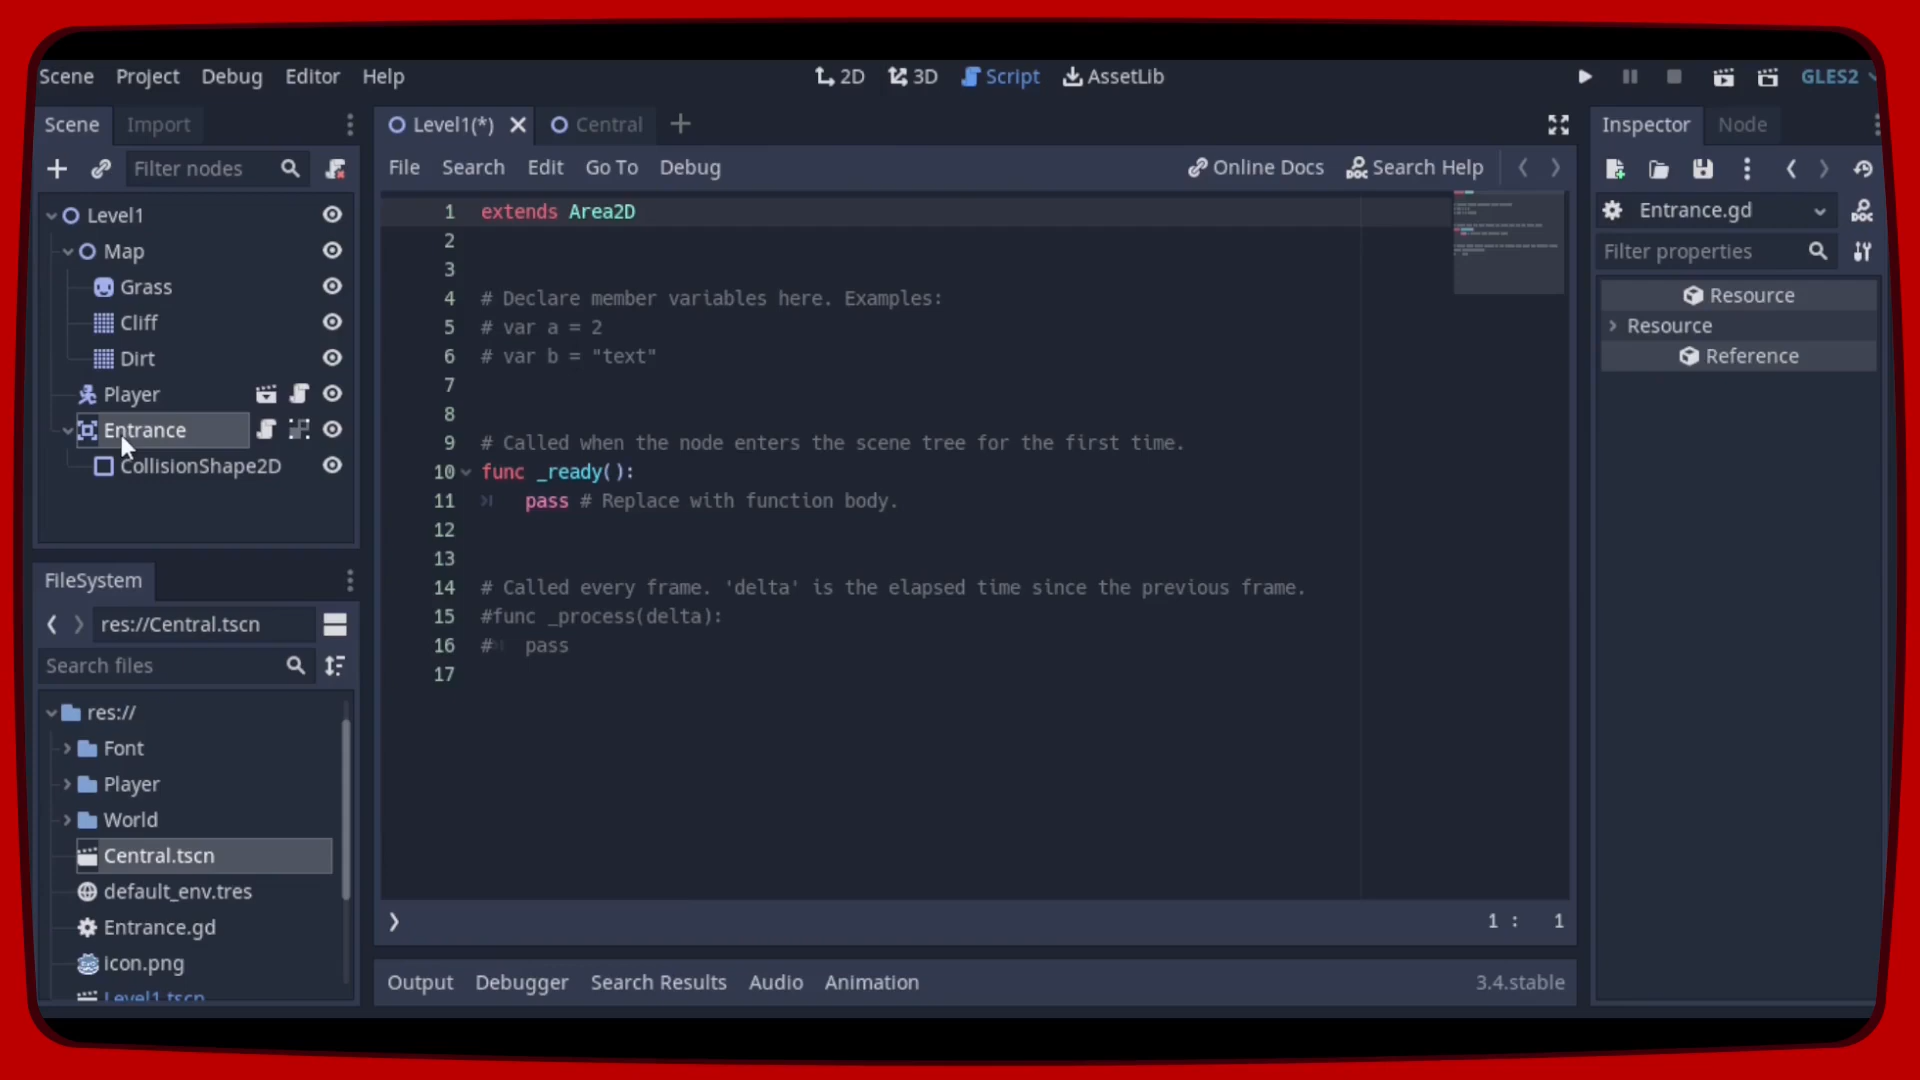 Scene Project Debug Editor Help
2D 3D Script AssetLib
GLES2
Scene Import
Filter nodes
Level1
Map
Grass
Cliff
Dirt
Player
Entrance
CollisionShape2D
FileSystem
res://Central.tscn
Search files
res://
Font
Player
World
Central.tscn
default_env.tres
Entrance.gd
icon.png
Level1.tscn
Level1(*) Central
File Search Edit Go To Debug
Online Docs Search Help
1 extends Area2D
2
3
4 # Declare member variables here. Examples:
5 # var a = 2
6 # var b = "text"
7
8
9 # Called when the node enters the scene tree for the first time.
10 func _ready():
11 pass # Replace with function body.
12
13
14 # Called every frame. 'delta' is the elapsed time since the previous frame.
15 #func _process(delta):
16 # pass
17
1 : 1
Output Debugger Search Results Audio Animation
3.4.stable
Inspector Node
Entrance.gd
Filter properties
Resource
Resource
Reference